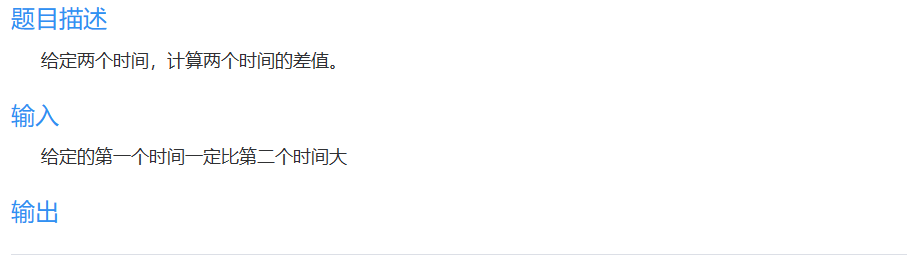 题目描述
给定两个时间，计算两个时间的差值。
输入
给定的第一个时间一定比第二个时间大
输出